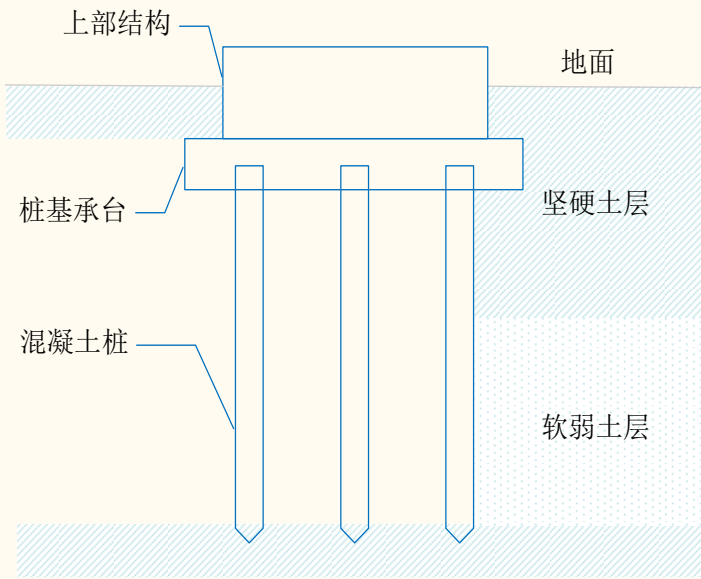 上部结构
地面
桩基承台
坚硬土层
混凝土桩
软弱土层